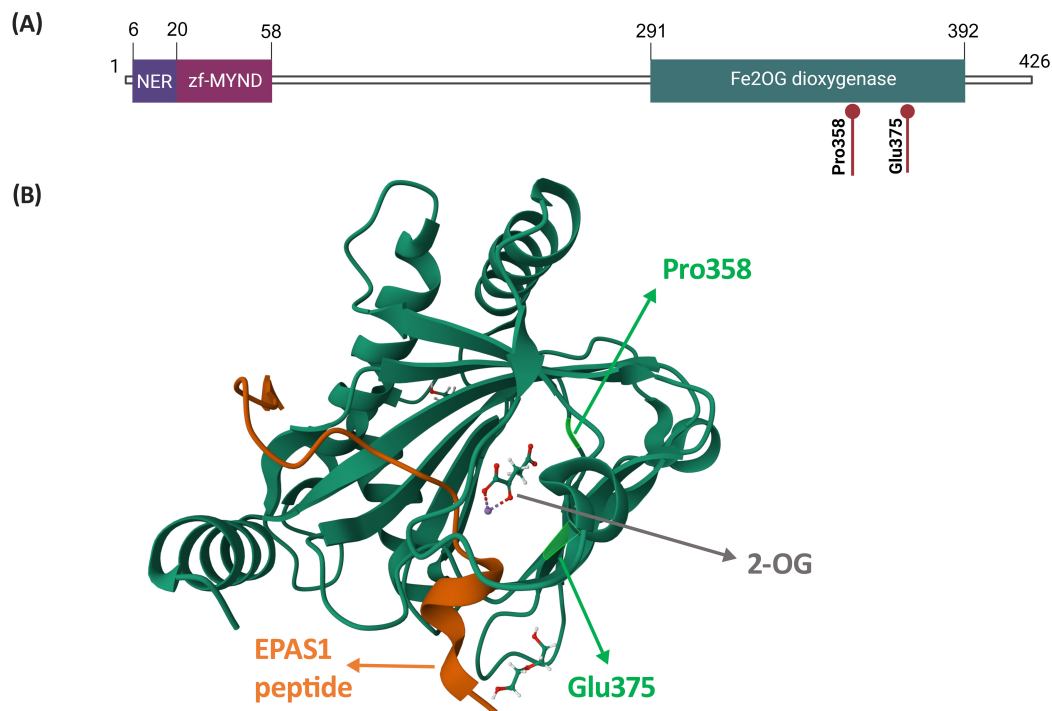 (A)
6 20 58 291 392
1 NER zf-MYND Fe2OG dioxygenase 426
Pro358 Glu375
(B)
Pro358
2-OG
EPAS1
peptide
Glu375